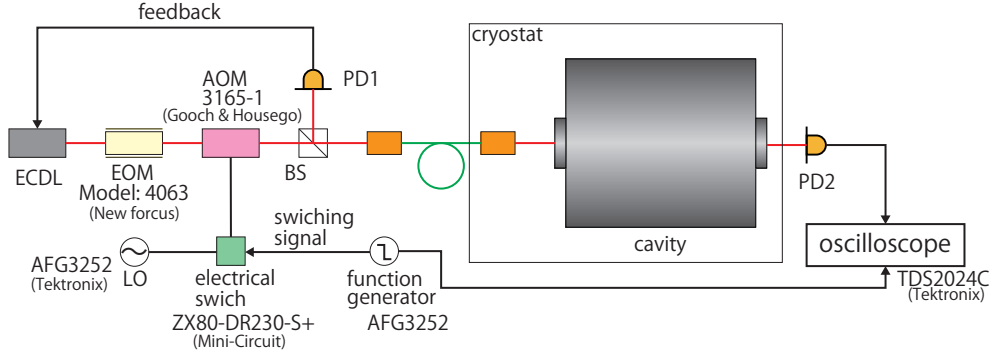 feedback
cryostat
AOM
3165-1
(Gooch & Housego)
PD1
ECDL
EOM
Model: 4063
(New forcus)
BS
PD2
cavity
swiching
signal
oscilloscope
TDS2024C
(Tektronix)
AFG3252
(Tektronix)
LO
electrical
swich
ZX80-DR230-S+
(Mini-Circuit)
function
generator
AFG3252